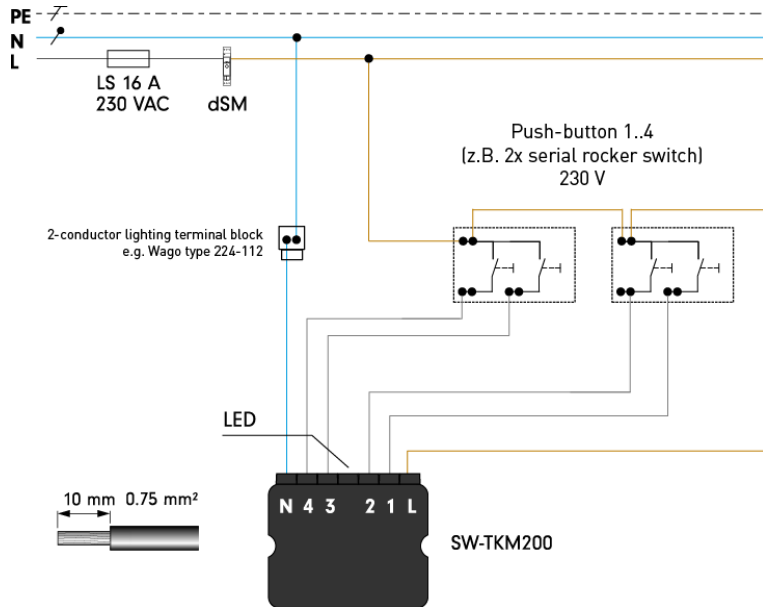 PE
N
L
LS 16 A
230 VAC
dSM
Push-button 1..4
(z.B. 2x serial rocker switch)
230 V
2-conductor lighting terminal block
e.g. Wago type 224-112
LED
10 mm 0.75 mm²
N 4 3 2 1 L
SW-TKM200